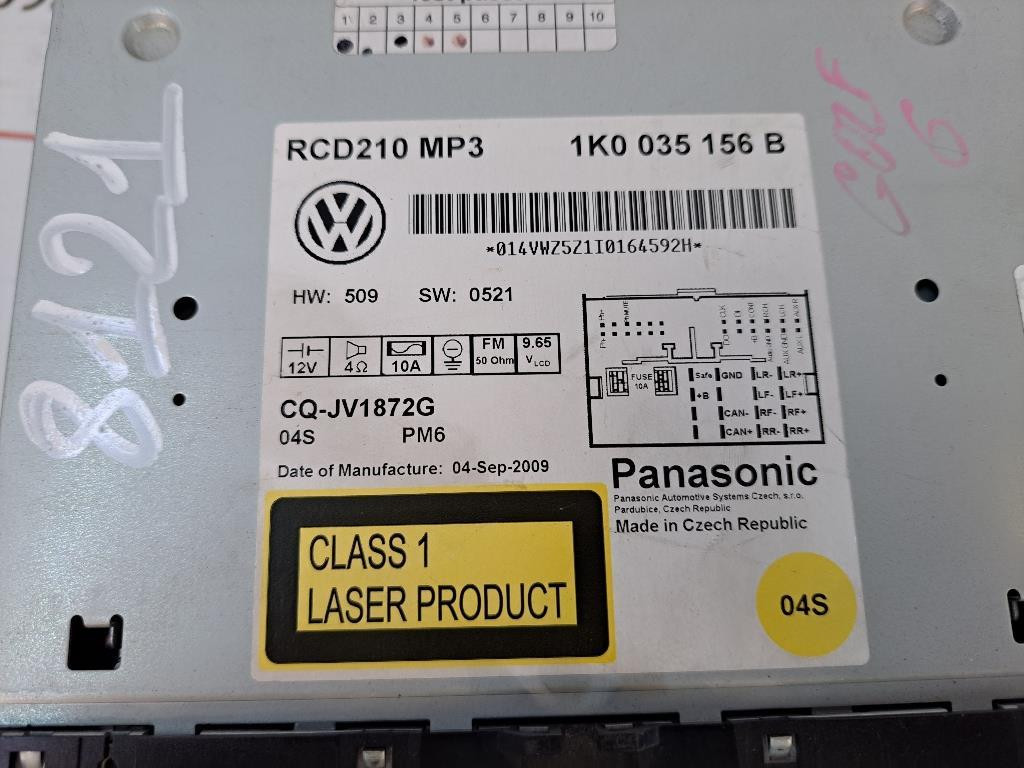 1 2 3 4 5 6 7 8 9 10
8121
GOLF
6
RCD210 MP3 1K0 035 156 B
*014VWZ5Z1I0164592H*
HW: 509 SW: 0521
12V 4Ω 10A FM 50 Ohm 9.65 VLCD
CQ-JV1872G
04S PM6
Date of Manufacture: 04-Sep-2009
FUSE
10A
Safe GND LR- LR+
+B LF- LF+
CAN- RF- RF+
CAN+ RR- RR+
Panasonic
Panasonic Automotive Systems Czech, s.r.o.
Pardubice, Czech Republic
Made in Czech Republic
CLASS 1
LASER PRODUCT
04S